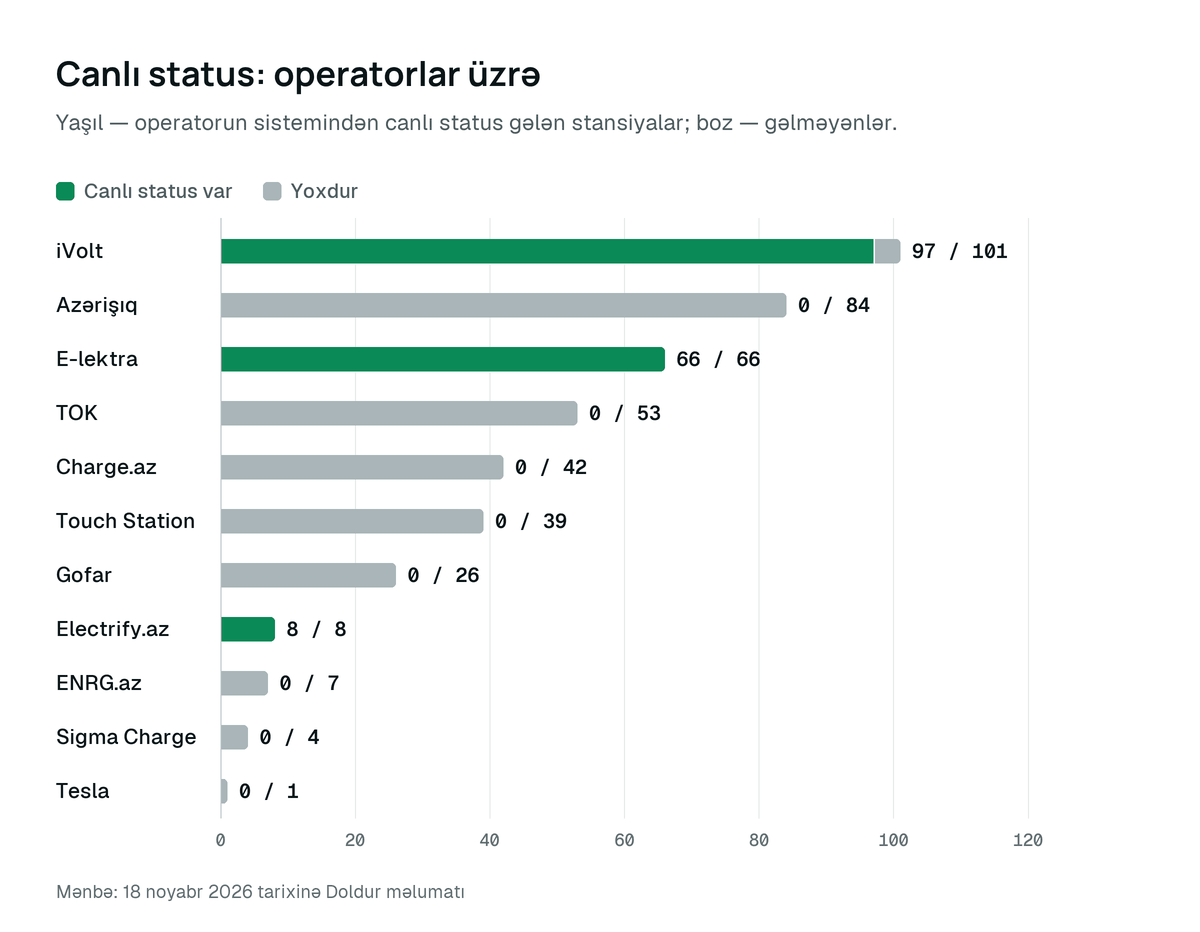 Canlı status: operatorlar üzrə
Yaşıl — operatorun sistemindən canlı status gələn stansiyalar; boz — gəlməyənlər.
Canlı status var Yoxdur
iVolt 97 / 101
Azərişıq 0 / 84
E-lektra 66 / 66
TOK 0 / 53
Charge.az 0 / 42
Touch Station 0 / 39
Gofar 0 / 26
Electrify.az 8 / 8
ENRG.az 0 / 7
Sigma Charge 0 / 4
Tesla 0 / 1
0 20 40 60 80 100 120
Mənbə: 18 noyabr 2026 tarixinə Doldur məlumatı